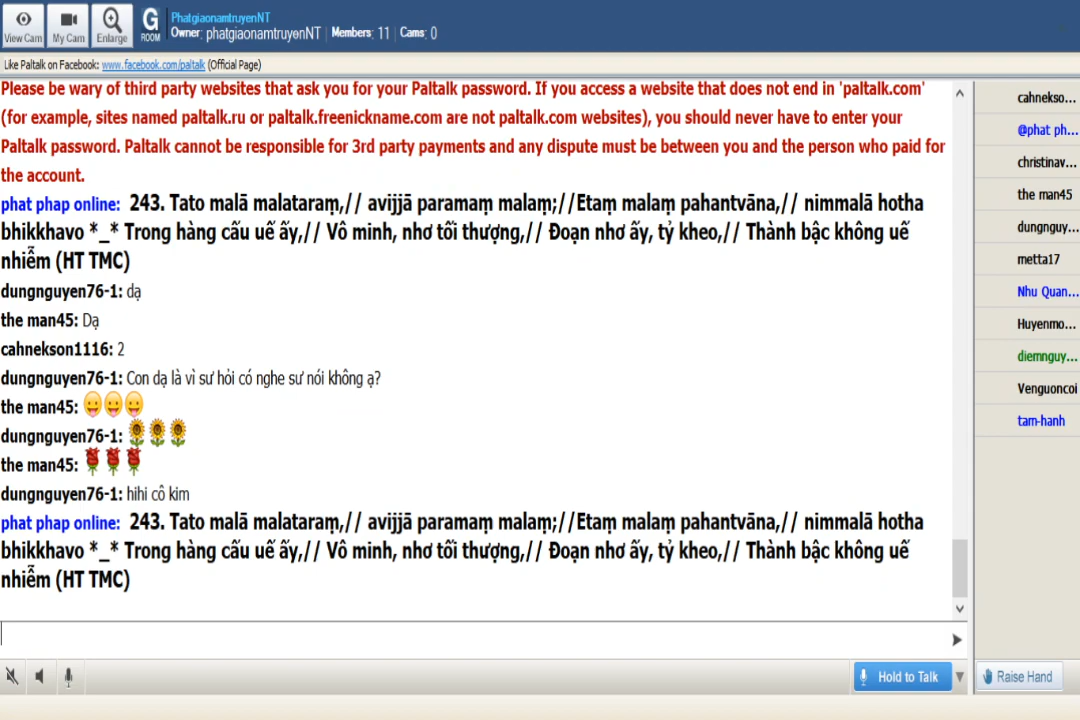 View Cam
My Cam
Enlarge
G
ROOM
PhatgiaonamtruyenNT
Owner: phatgiaonamtruyenNT Members: 11 Cams: 0
Like Paltalk on Facebook: www.facebook.com/paltalk (Official Page)
Please be wary of third party websites that ask you for your Paltalk password. If you access a website that does not end in 'paltalk.com'
(for example, sites named paltalk.ru or paltalk.freenickname.com are not paltalk.com websites), you should never have to enter your
Paltalk password. Paltalk cannot be responsible for 3rd party payments and any dispute must be between you and the person who paid for
the account.
phat phap online: 243. Tato malā malataraṃ,// avijjā paramaṃ malaṃ;//Etaṃ malaṃ pahantvāna,// nimmalā hotha
bhikkhavo *_* Trong hàng cấu uế ấy,// Vô minh, nhơ tối thượng,// Đoạn nhơ ấy, tỷ kheo,// Thành bậc không uế
nhiễm (HT TMC)
dungnguyen76-1: dạ
the man45: Dạ
cahnekson1116: 2
dungnguyen76-1: Con dạ là vì sư hỏi có nghe sư nói không ạ?
the man45:
dungnguyen76-1:
the man45:
dungnguyen76-1: hihi cô kim
phat phap online: 243. Tato malā malataraṃ,// avijjā paramaṃ malaṃ;//Etaṃ malaṃ pahantvāna,// nimmalā hotha
bhikkhavo *_* Trong hàng cấu uế ấy,// Vô minh, nhơ tối thượng,// Đoạn nhơ ấy, tỷ kheo,// Thành bậc không uế
nhiễm (HT TMC)
cahnekso...
@phat ph...
christinav...
the man45
dungnguy...
metta17
Nhu Quan...
Huyenmo...
diemnguy...
Venguoncoi
tam-hanh
Hold to Talk
Raise Hand